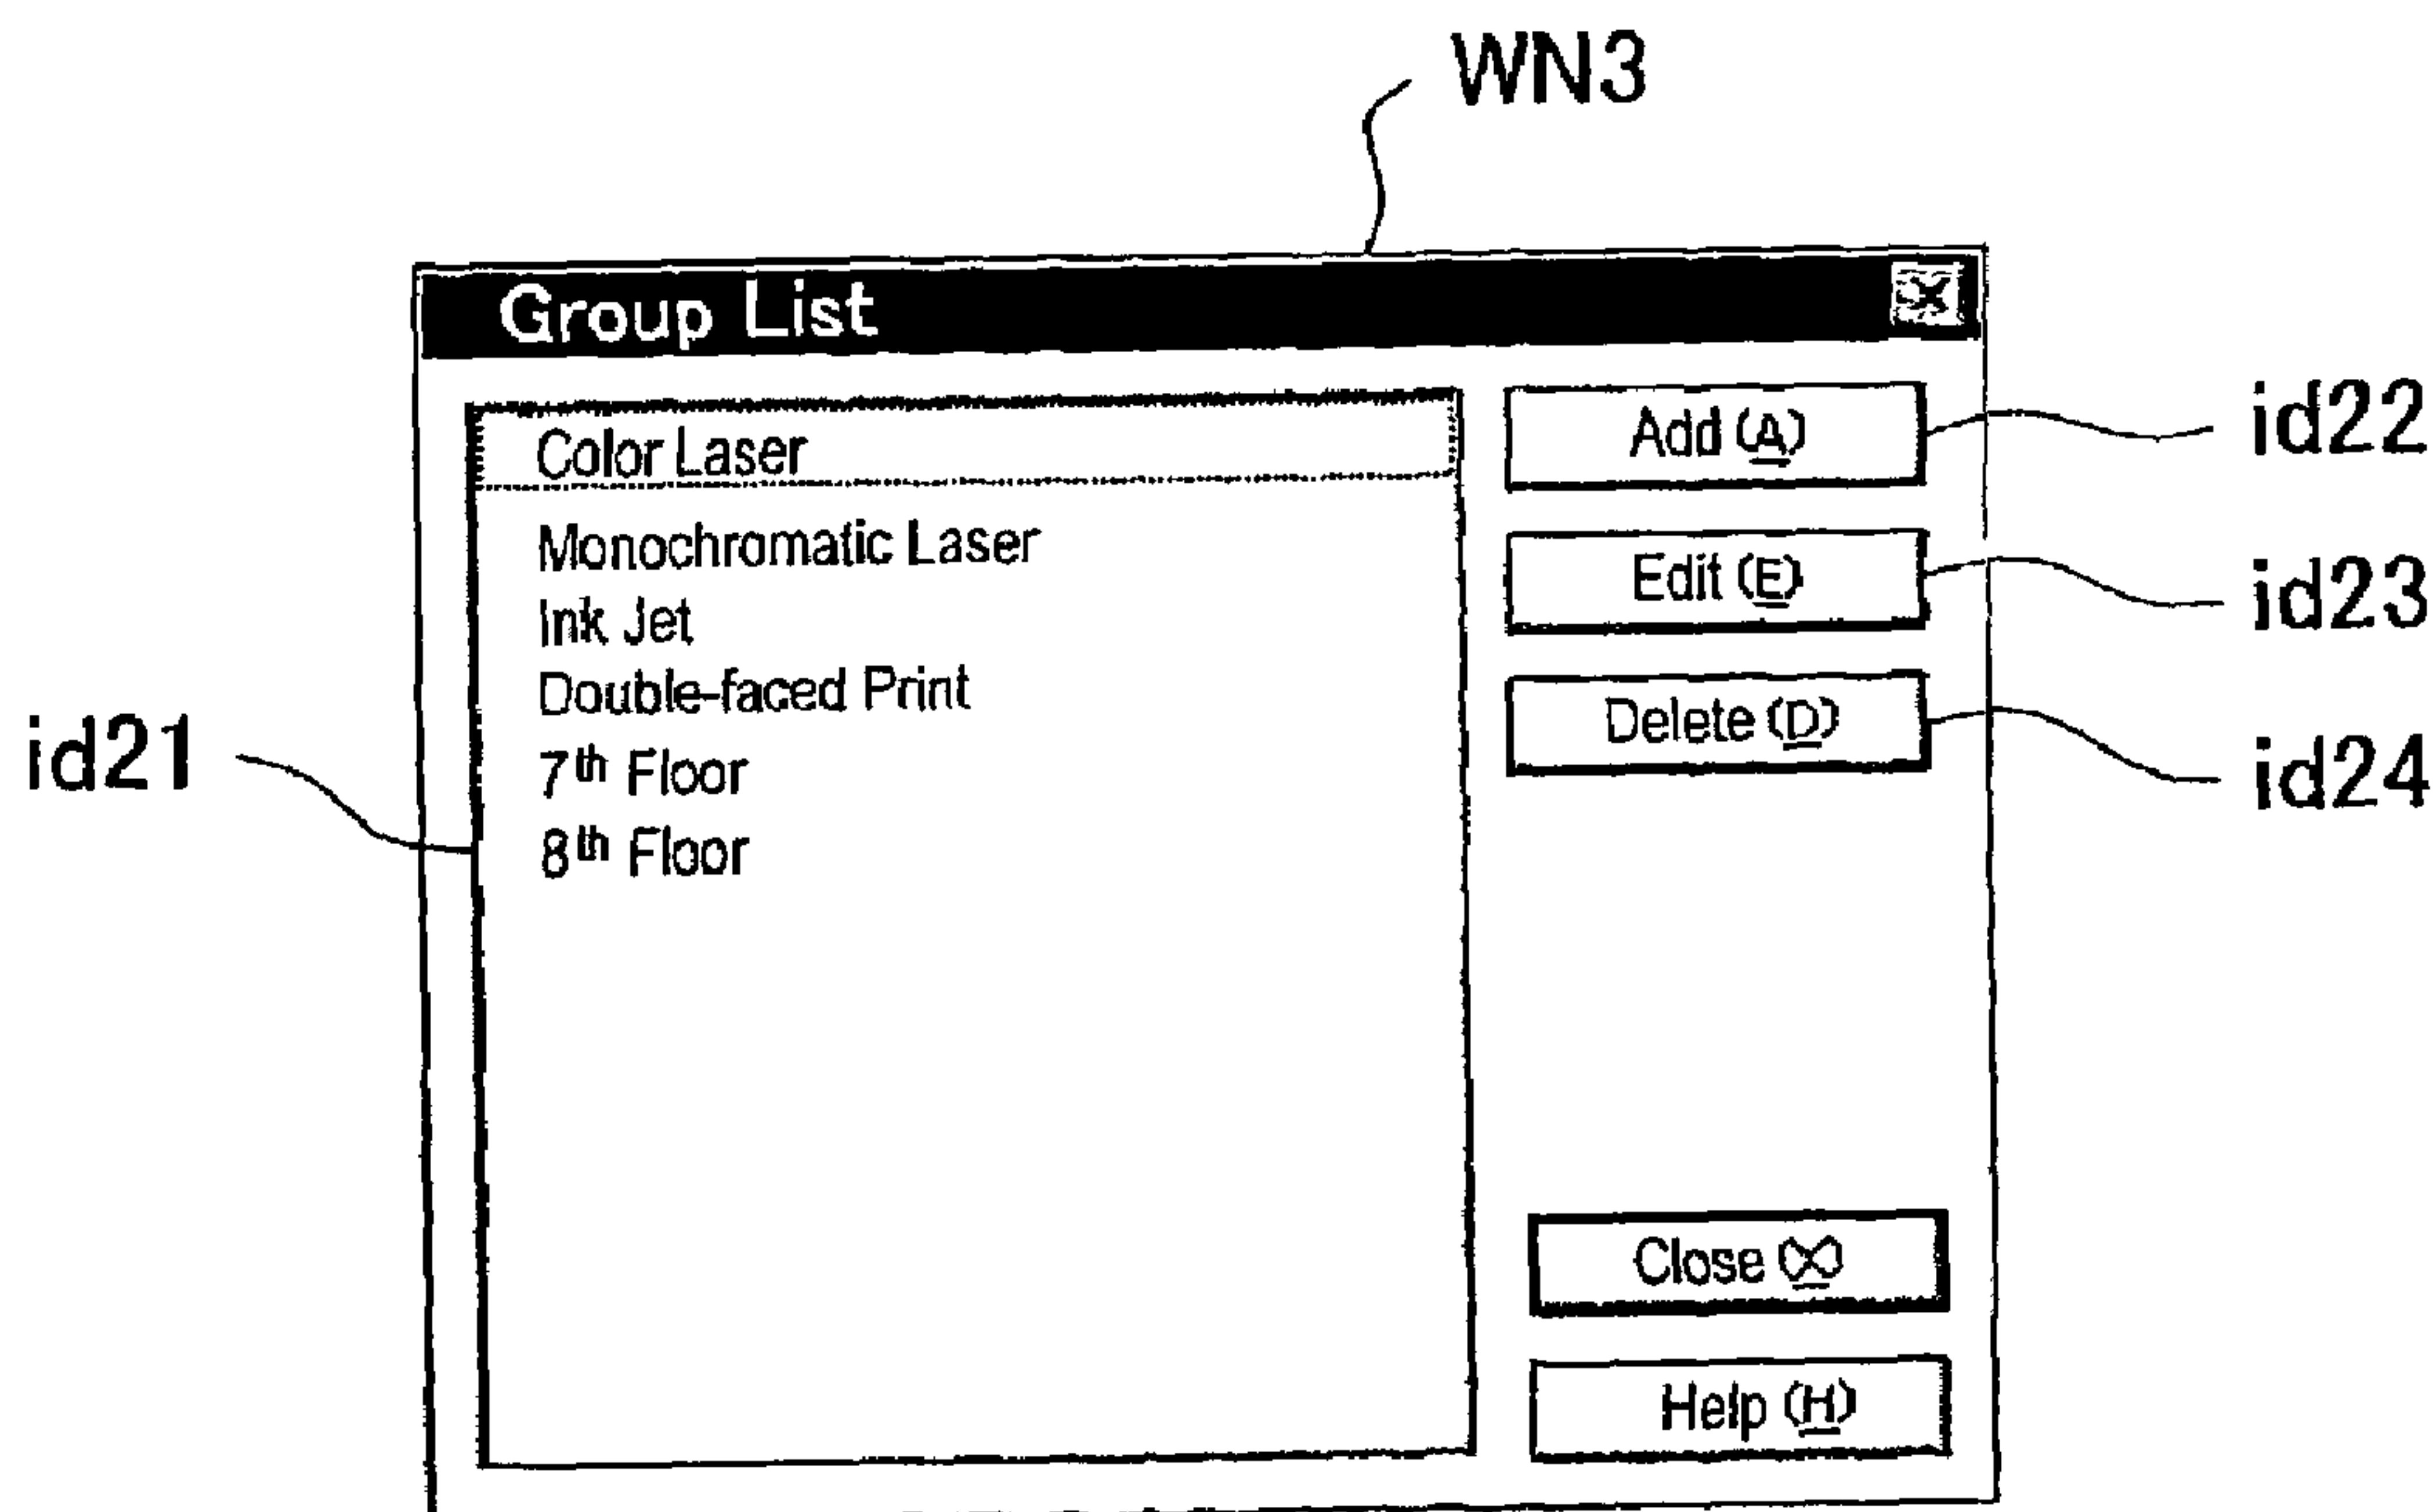 WN3
Group List
Color Laser
Monochromatic Laser
Ink Jet
Double-faced Print
7th Floor
8th Floor
Add (A)
Edit (E)
Delete (D)
Close (X)
Help (H)
id21
id22
id23
id24